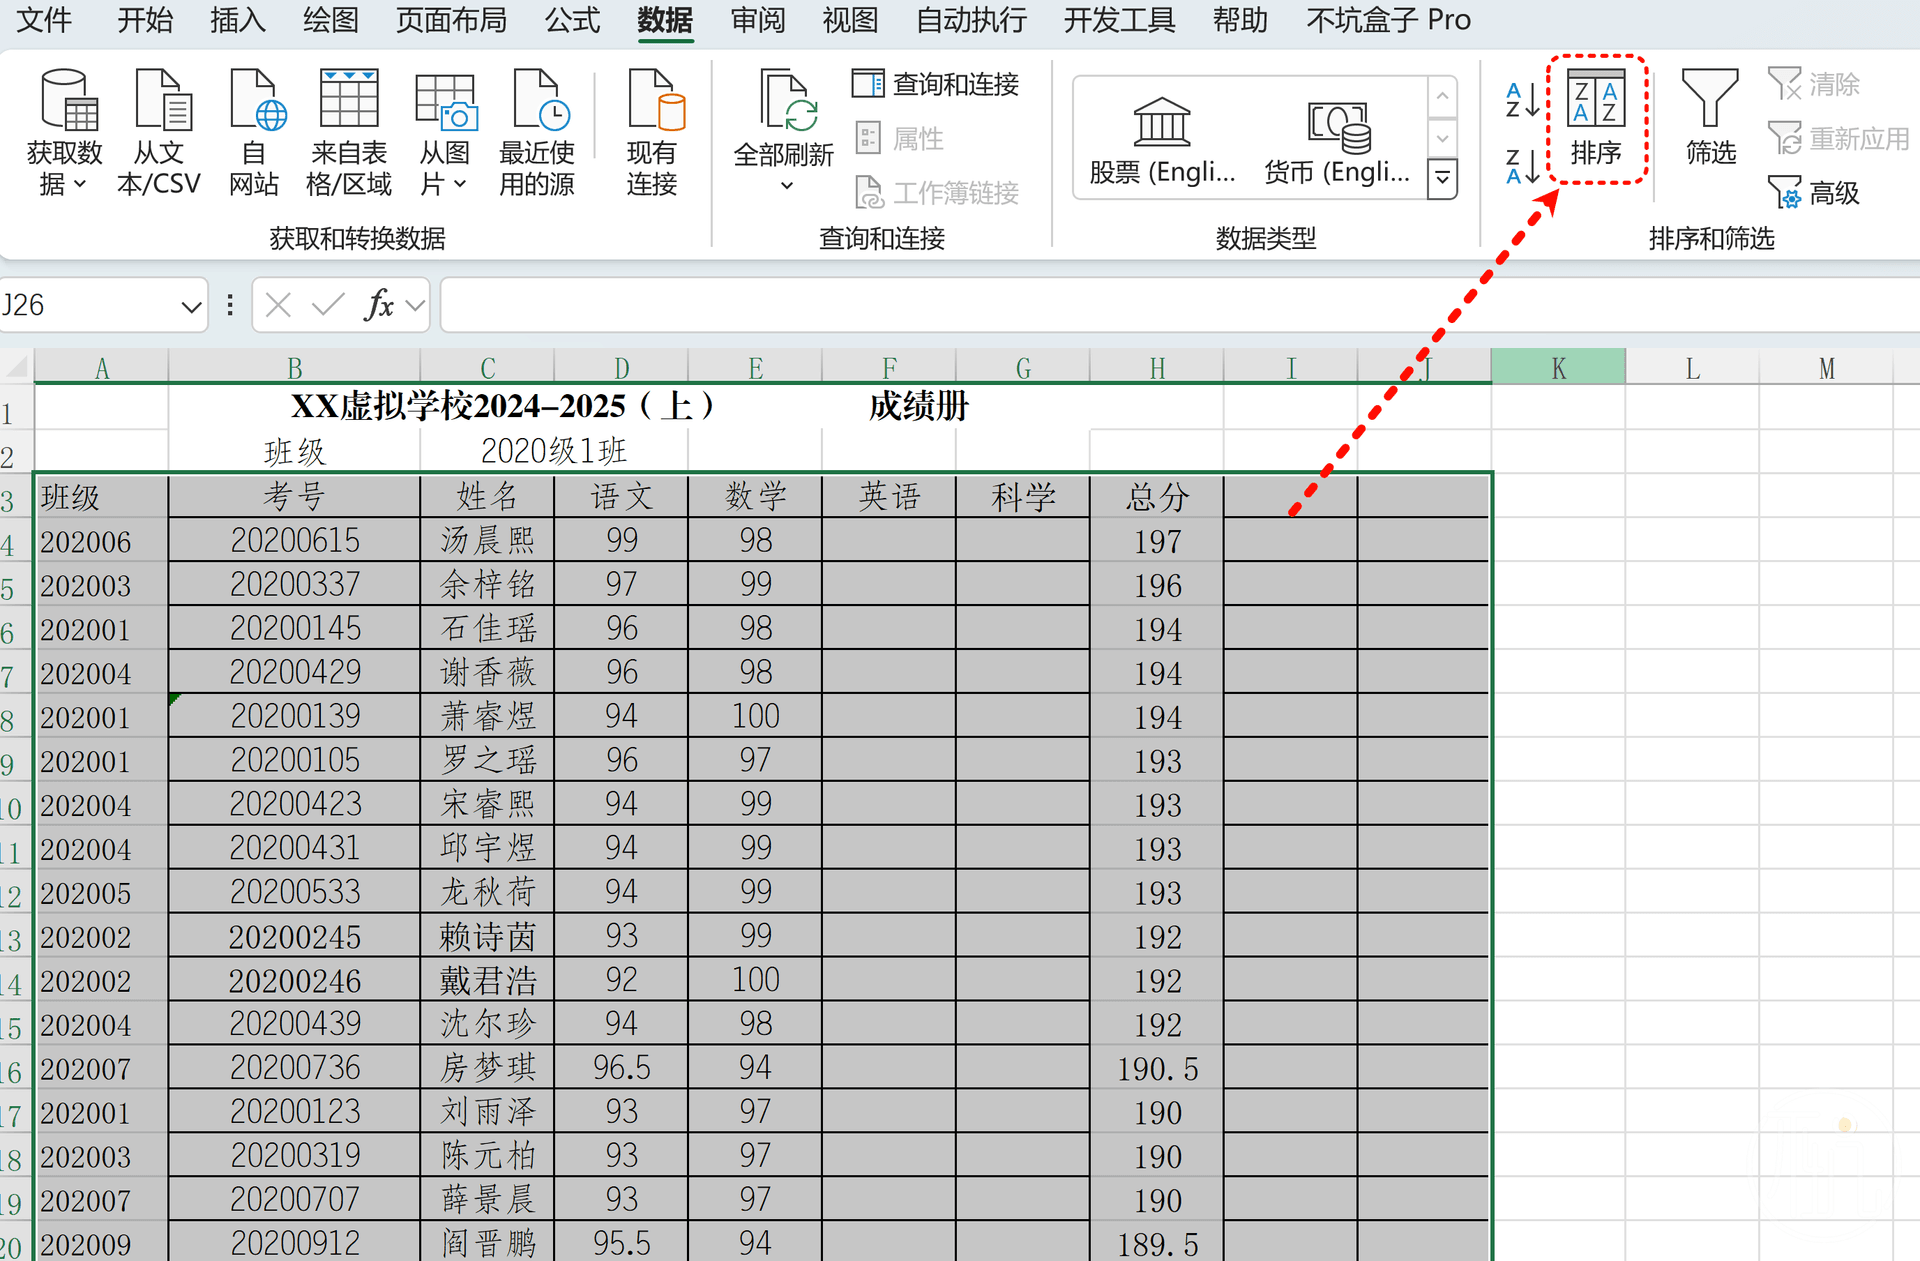 文件 开始 插入 绘图 页面布局 公式 数据 审阅 视图 自动执行 开发工具 帮助 不坑盒子 Pro
获取数据 从文本/CSV 自网站 来自表格/区域 从图片 最近使用的源 现有连接
获取和转换数据
全部刷新 查询和连接 属性 工作簿链接
查询和连接
股票 (Engli... 货币 (Engli...
数据类型
排序 筛选 清除 重新应用 高级
排序和筛选
J26 fx
A B C D E F G H I J K L M
1 XX虚拟学校2024-2025（上） 成绩册
2 班级 2020级1班
3 班级 考号 姓名 语文 数学 英语 科学 总分
4 202006 20200615 汤晨熙 99 98 197
5 202003 20200337 余梓铭 97 99 196
6 202001 20200145 石佳瑶 96 98 194
7 202004 20200429 谢香薇 96 98 194
8 202001 20200139 萧睿煜 94 100 194
9 202001 20200105 罗之瑶 96 97 193
10 202004 20200423 宋睿熙 94 99 193
11 202004 20200431 邱宇煜 94 99 193
12 202005 20200533 龙秋荷 94 99 193
13 202002 20200245 赖诗茵 93 99 192
14 202002 20200246 戴君浩 92 100 192
15 202004 20200439 沈尔珍 94 98 192
16 202007 20200736 房梦琪 96.5 94 190.5
17 202001 20200123 刘雨泽 93 97 190
18 202003 20200319 陈元柏 93 97 190
19 202007 20200707 薛景晨 93 97 190
20 202009 20200912 阎晋鹏 95.5 94 189.5